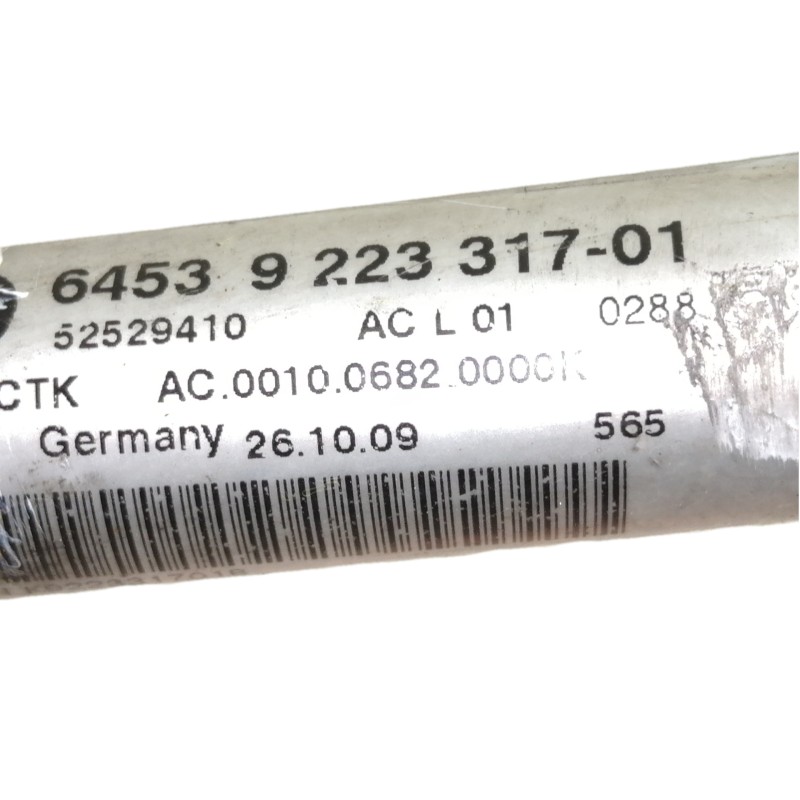 6453 9 223 317-01
52529410 AC L 01 0288
CTK AC.0010.0682.0000K
Germany 26.10.09 565